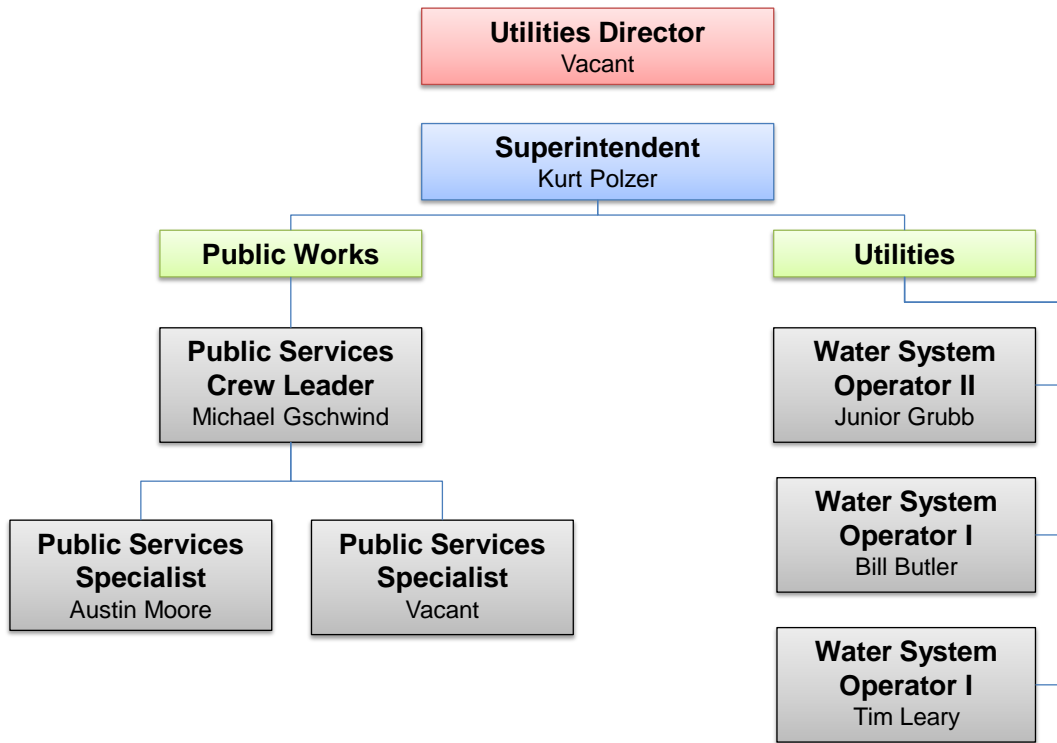 Utilities Director
Vacant
Superintendent
Kurt Polzer
Public Works
Utilities
Public Services
Crew Leader
Michael Gschwind
Water System
Operator II
Junior Grubb
Public Services
Specialist
Austin Moore
Public Services
Specialist
Vacant
Water System
Operator I
Bill Butler
Water System
Operator I
Tim Leary